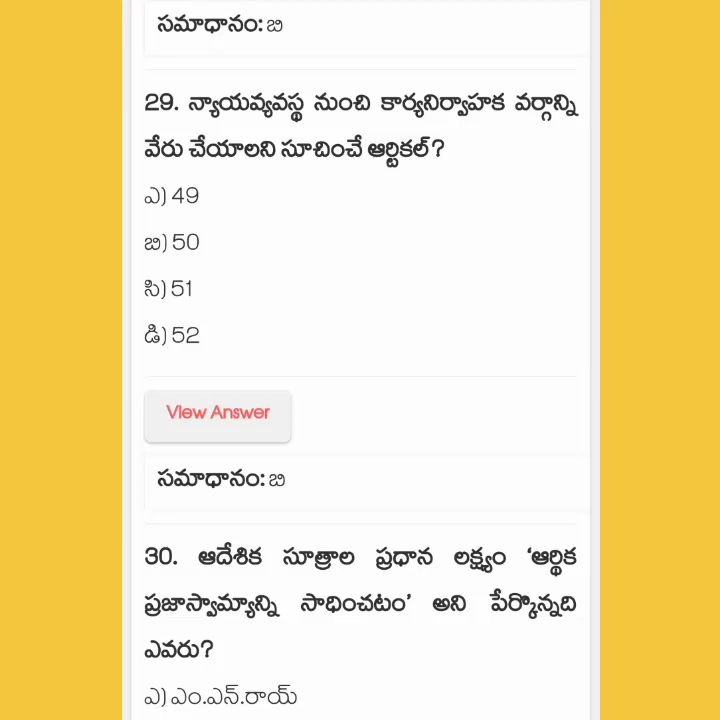 సమాధానం: బి
29. న్యాయవ్యవస్థ నుంచి కార్యనిర్వాహక వర్గాన్ని
వేరు చేయాలని సూచించే ఆర్టికల్?
ఎ) 49
బి) 50
సి) 51
డి) 52
View Answer
సమాధానం: బి
30. ఆదేశిక సూత్రాల ప్రధాన లక్ష్యం ‘ఆర్థిక
ప్రజాస్వామ్యాన్ని సాధించటం’ అని పేర్కొన్నది
ఎవరు?
ఎ) ఎం.ఎన్.రాయ్